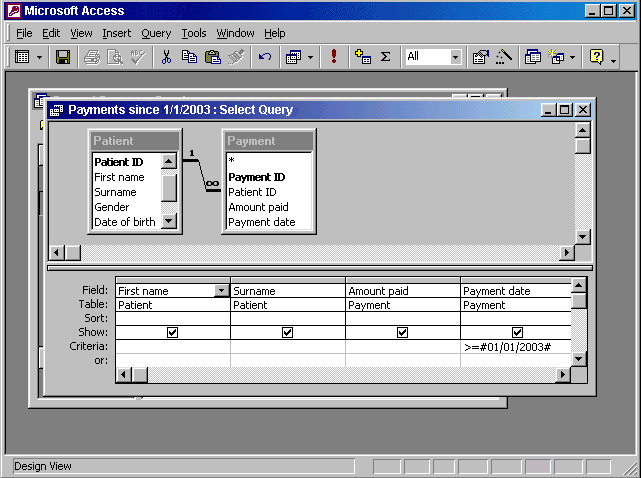 Microsoft Access
File Edit View Insert Query Tools Window Help
ABC Σ All ?
Payments since 1/1/2003 : Select Query
Patient Payment
Patient ID
First name
Surname
Gender
Date of birth
1 ∞
*
Payment ID
Patient ID
Amount paid
Payment date
Field: First name Surname Amount paid Payment date
Table: Patient Patient Payment Payment
Sort:
Show:
Criteria: >=#01/01/2003#
or:
Design View